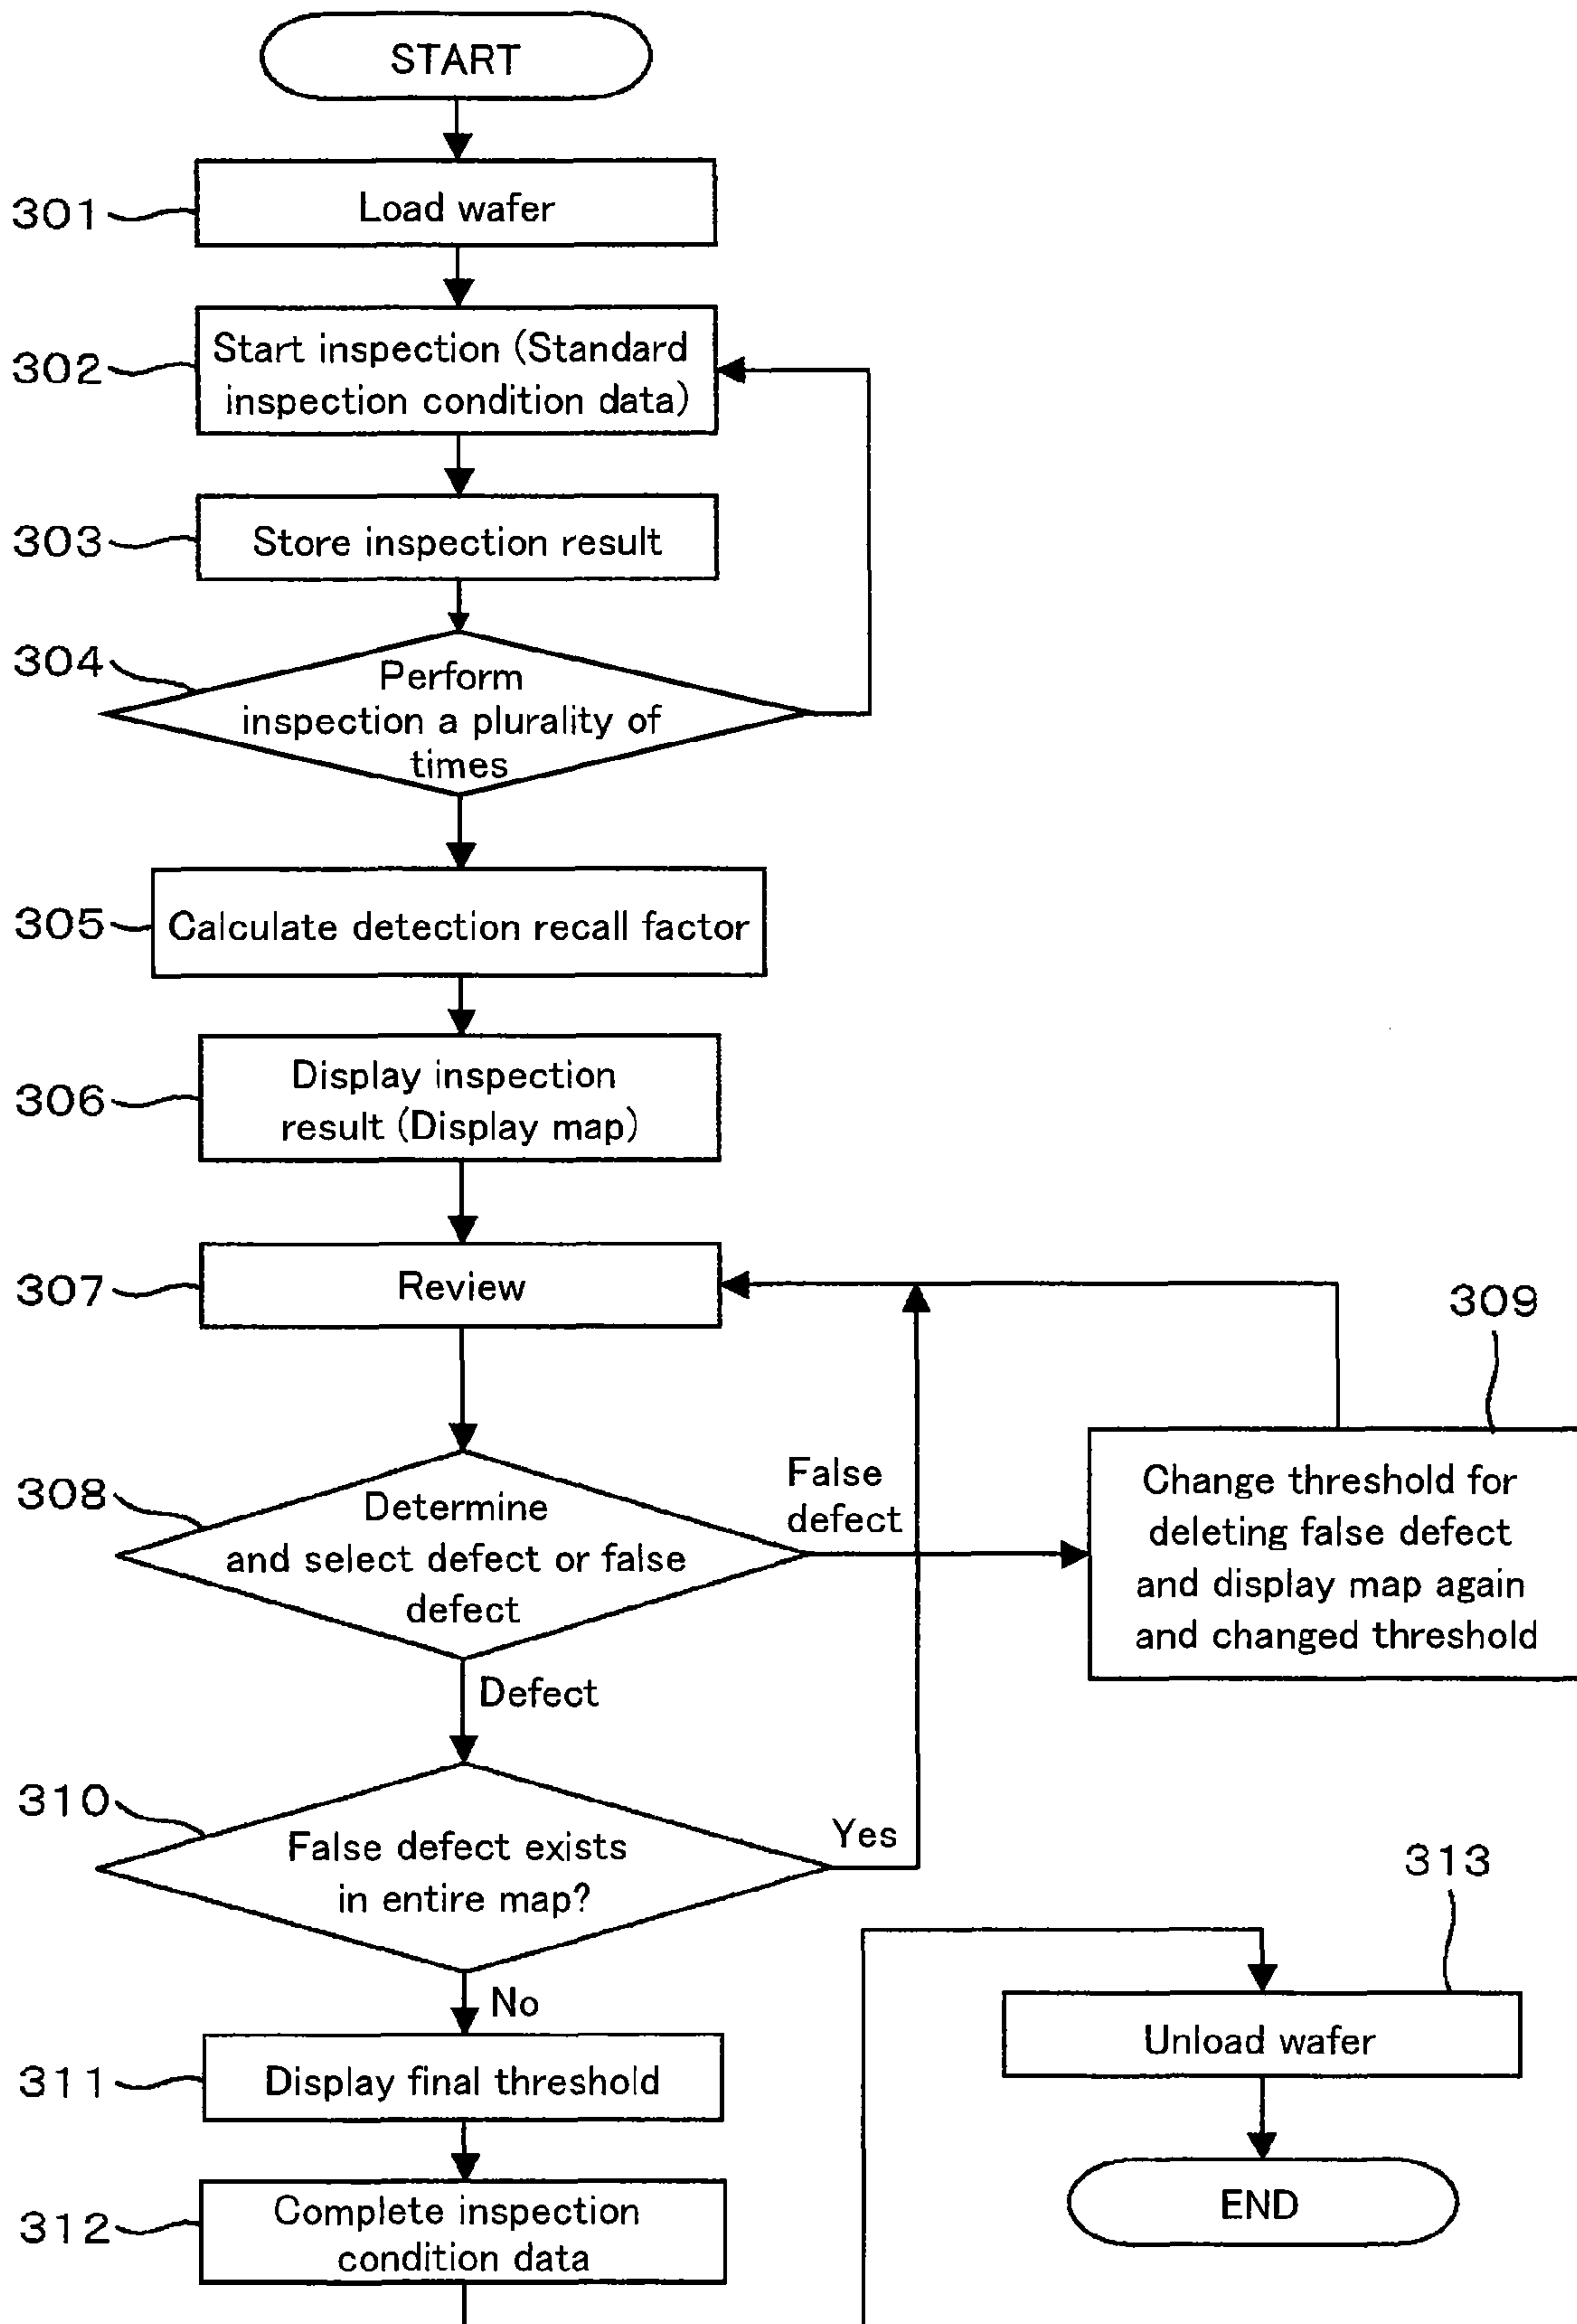 START
301
Load wafer
302
Start inspection (Standard
inspection condition data)
303
Store inspection result
304
Perform
inspection a plurality of
times
305
Calculate detection recall factor
306
Display inspection
result (Display map)
307
Review
309
308
Determine
and select defect or false
defect
False
defect
Change threshold for
deleting false defect
and display map again
and changed threshold
Defect
310
False defect exists
in entire map?
Yes
313
No
Unload wafer
311
Display final threshold
END
312
Complete inspection
condition data